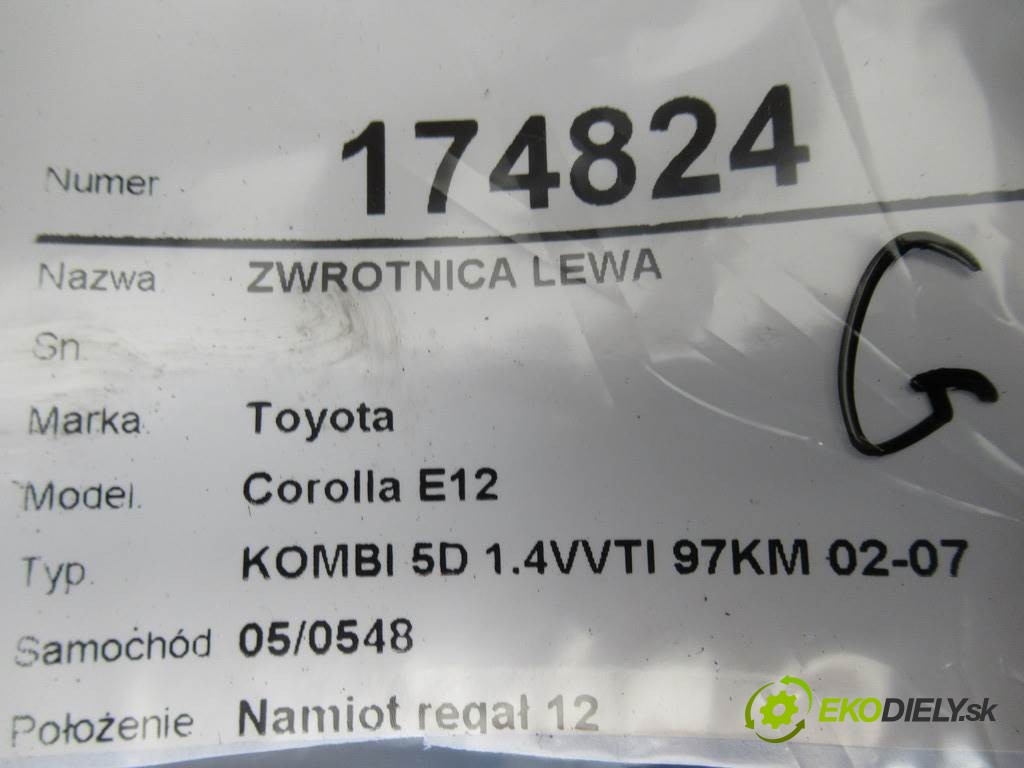 Numer 174824
Nazwa ZWROTNICA LEWA
Sn.
Marka. Toyota
Model. Corolla E12
Typ. KOMBI 5D 1.4VVTI 97KM 02-07
Samochód 05/0548
Położenie Namiot regał 12
G
EKODIELY.sk